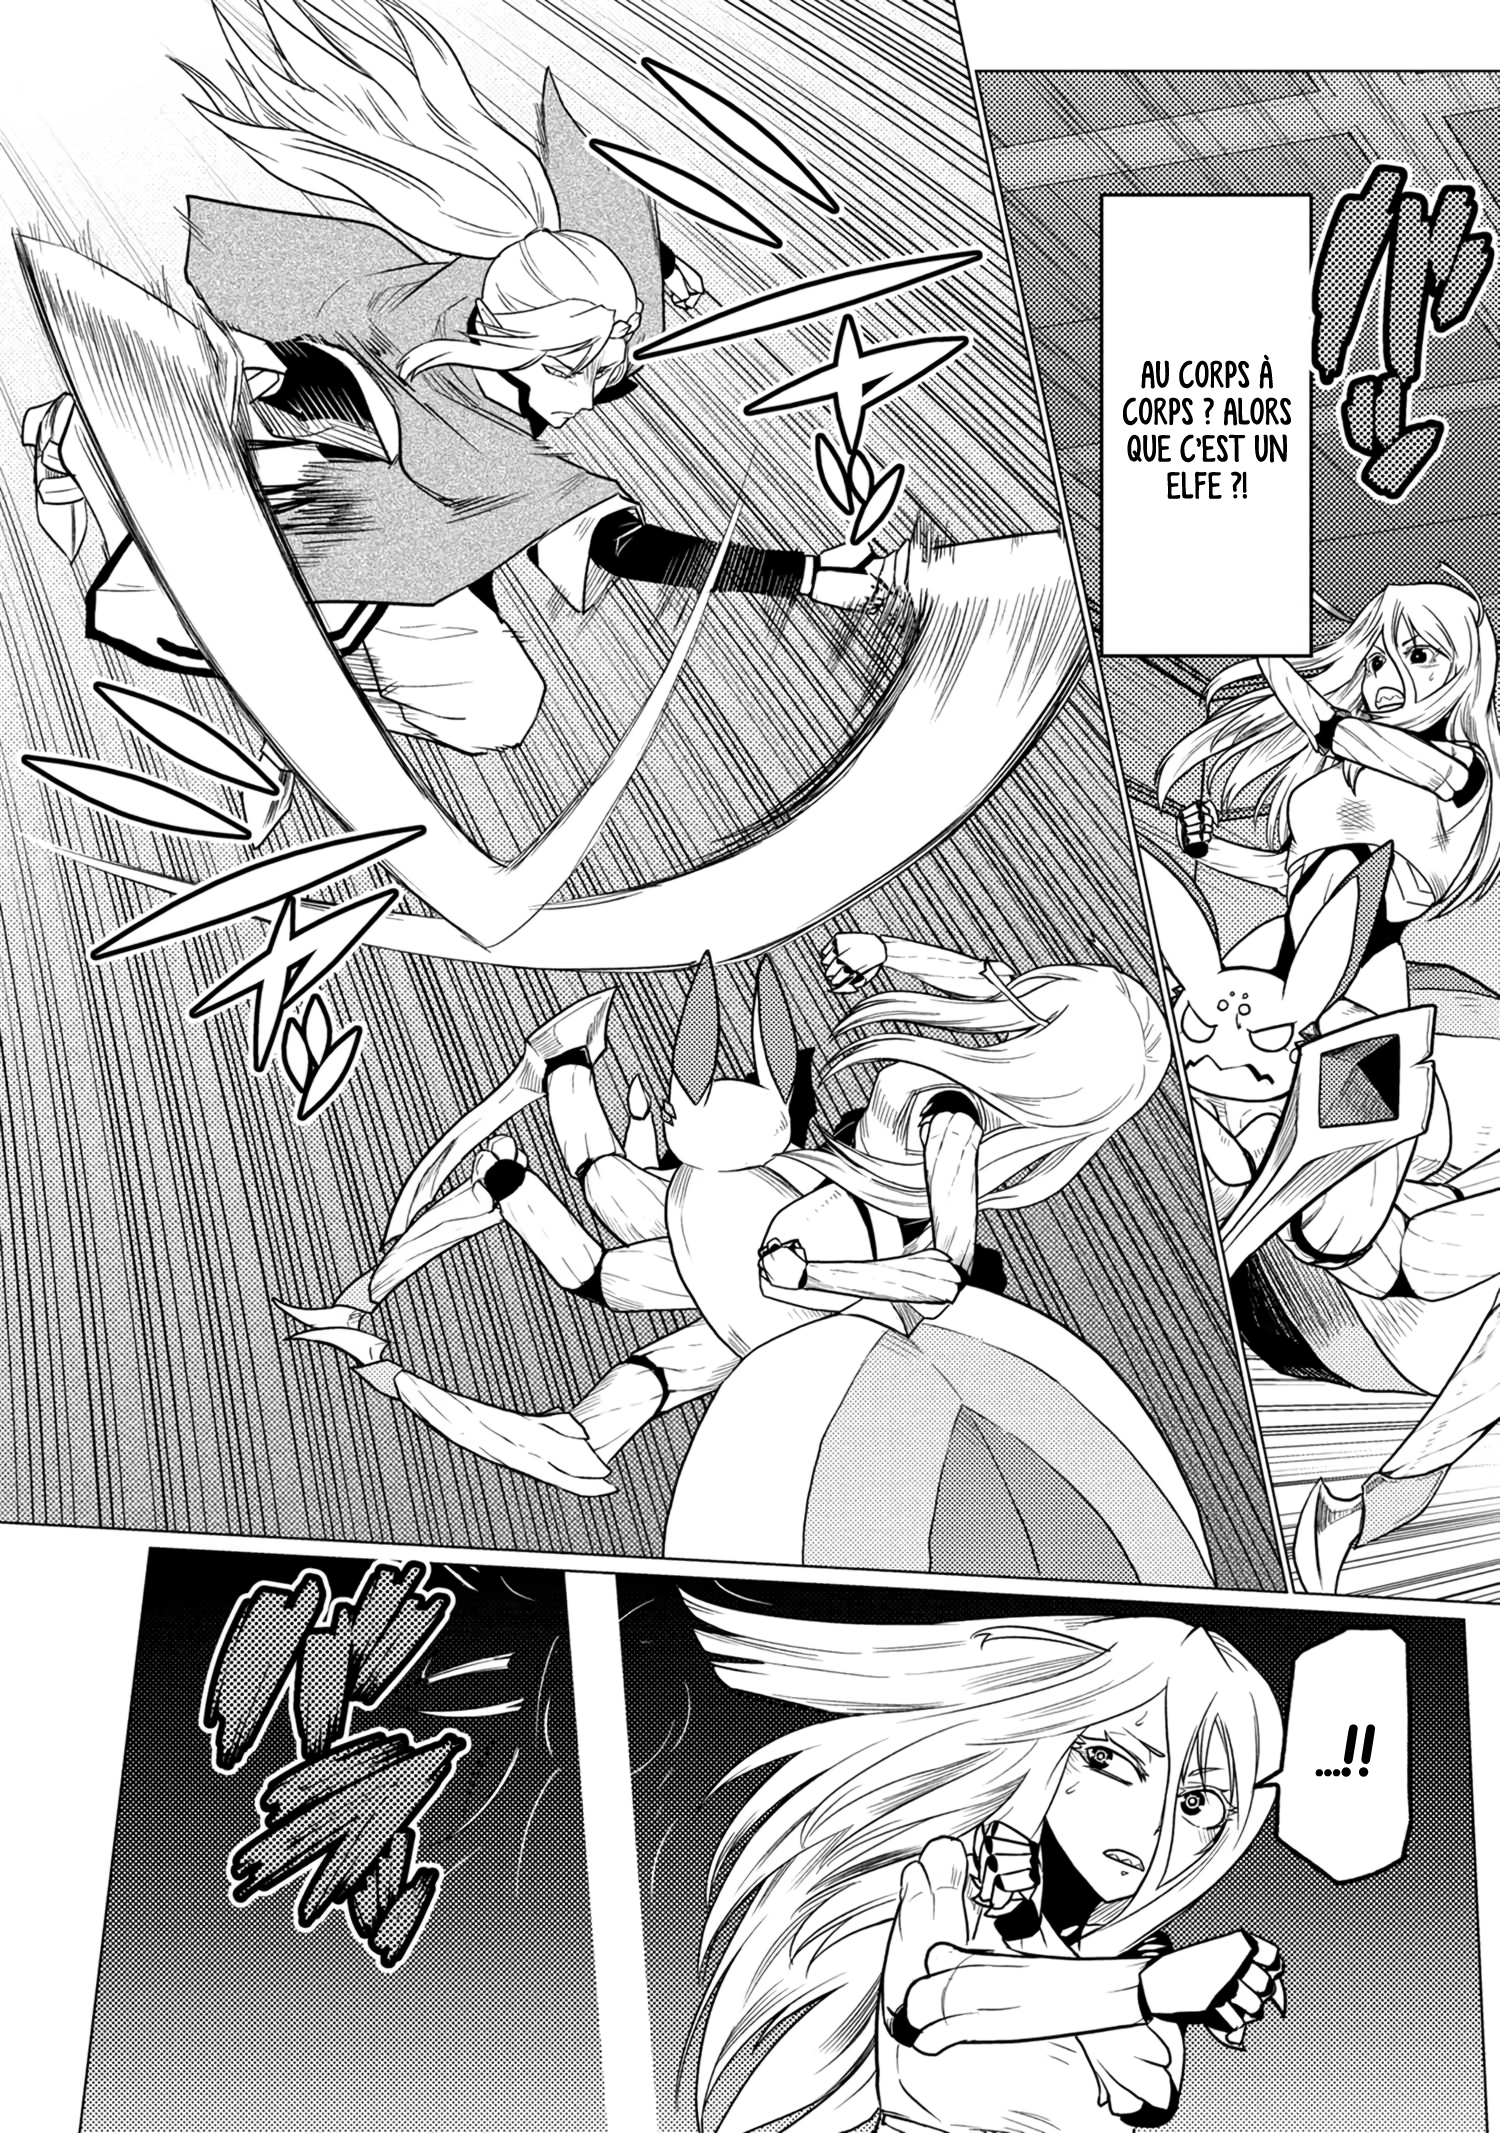 AU CORPS À
CORPS ? ALORS
QUE C'EST UN
ELFE ?!
...!!